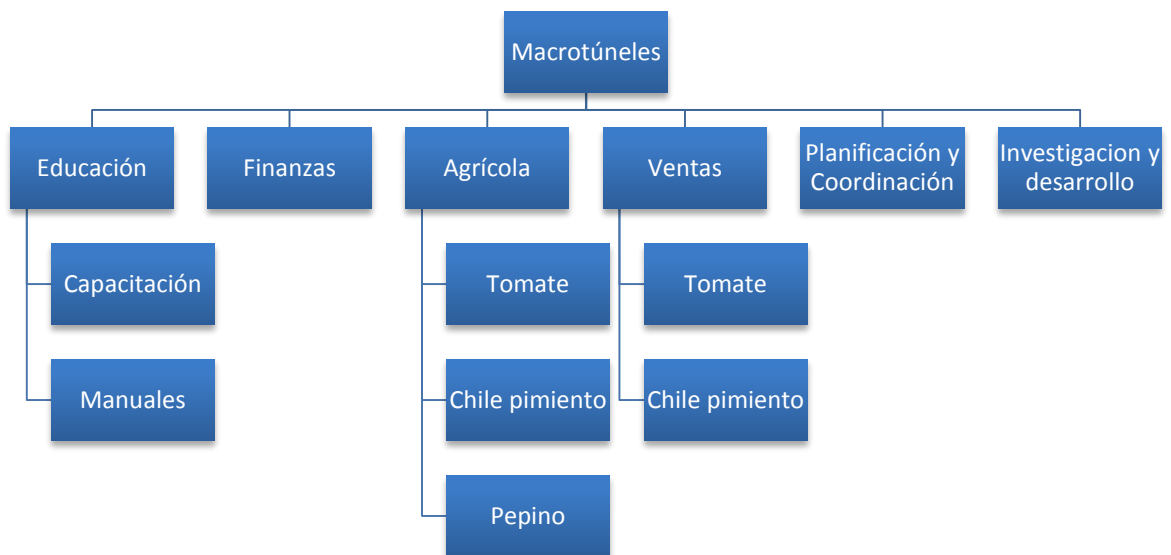 Macrotúneles
Educación
Finanzas
Agrícola
Ventas
Planificación y
Coordinación
Investigacion y
desarrollo
Capacitación
Manuales
Tomate
Chile pimiento
Pepino
Tomate
Chile pimiento